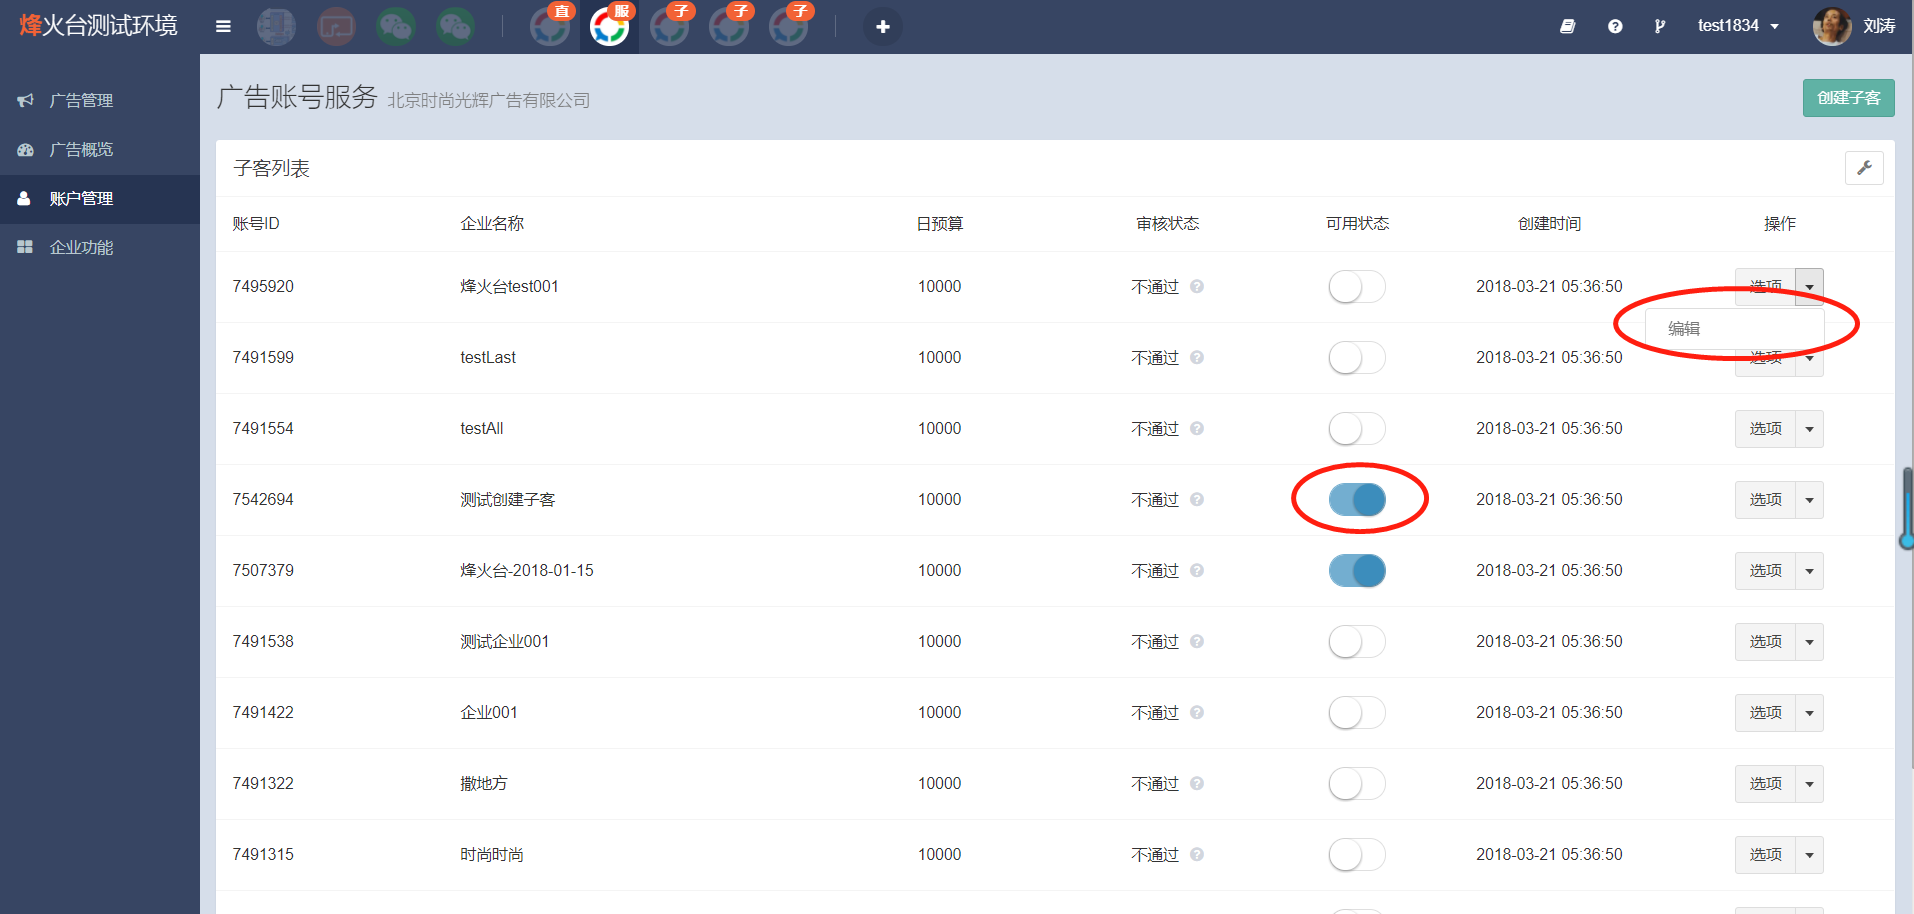 烽火台测试环境
直
服
子
子
子
test1834
刘涛
广告管理
广告概览
账户管理
企业功能
广告账号服务 北京时尚光辉广告有限公司
创建子客
子客列表
账号ID 企业名称 日预算 审核状态 可用状态 创建时间 操作
7495920 烽火台test001 10000 不通过 2018-03-21 05:36:50 选项
编辑
7491599 testLast 10000 不通过 2018-03-21 05:36:50 选项
7491554 testAll 10000 不通过 2018-03-21 05:36:50 选项
7542694 测试创建子客 10000 不通过 2018-03-21 05:36:50 选项
7507379 烽火台-2018-01-15 10000 不通过 2018-03-21 05:36:50 选项
7491538 测试企业001 10000 不通过 2018-03-21 05:36:50 选项
7491422 企业001 10000 不通过 2018-03-21 05:36:50 选项
7491322 撒地方 10000 不通过 2018-03-21 05:36:50 选项
7491315 时尚时尚 10000 不通过 2018-03-21 05:36:50 选项